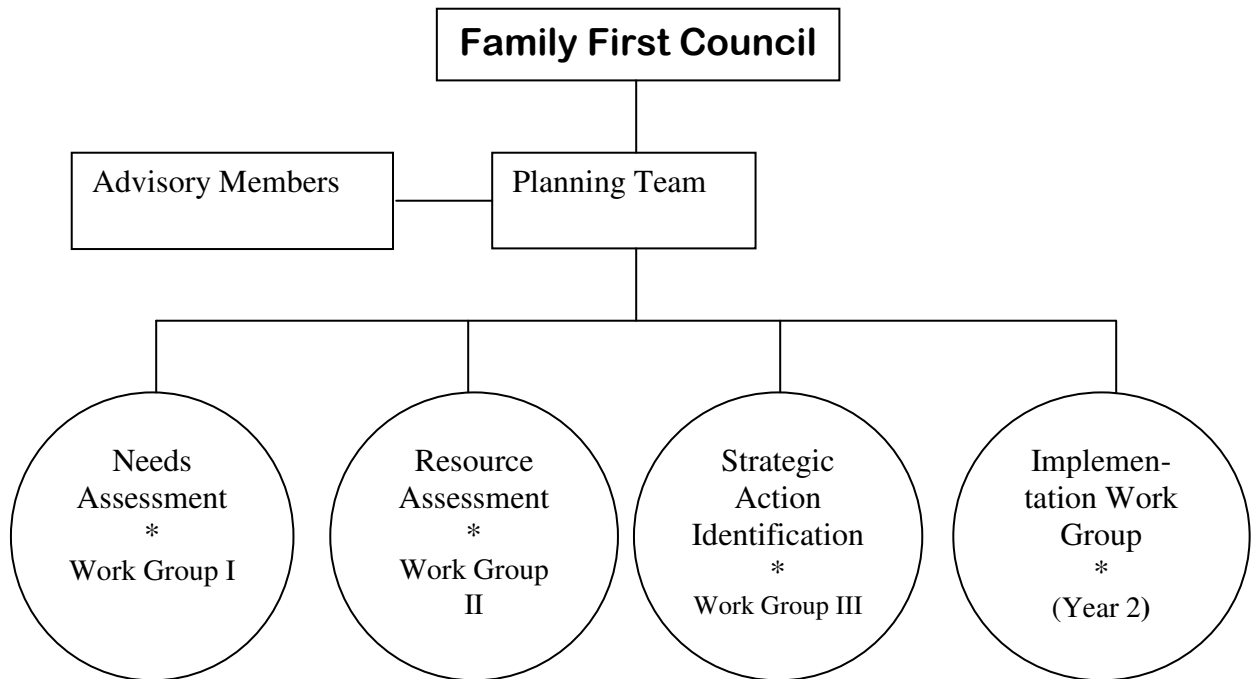 Family First Council
Advisory Members
Planning Team
Needs
Assessment
*
Work Group I
Resource
Assessment
*
Work Group
II
Strategic
Action
Identification
*
Work Group III
Implemen-
tation Work
Group
*
(Year 2)